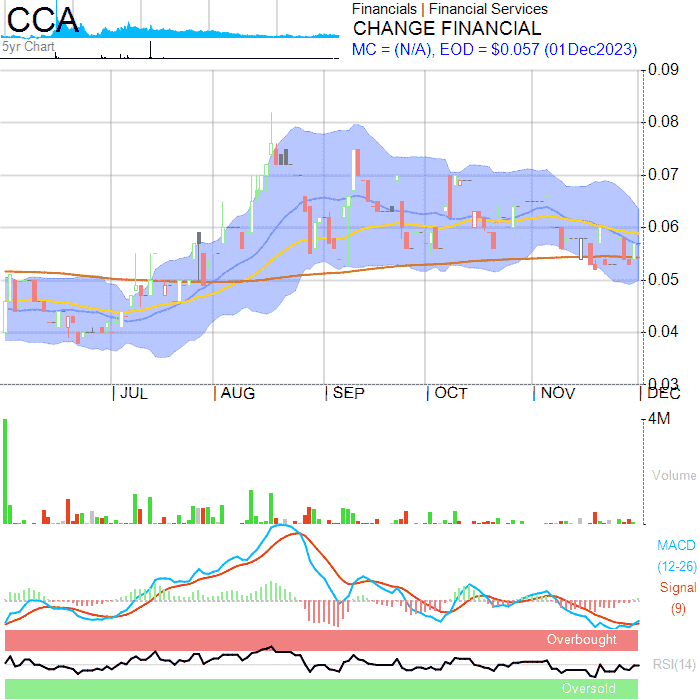 CCA
5yr Chart
Financials | Financial Services
CHANGE FINANCIAL
MC = (N/A), EOD = $0.057 (01Dec2023)
0.09
0.08
0.07
0.06
0.05
0.04
0.03
JUL AUG SEP OCT NOV DEC
4M
Volume
MACD
(12-26)
Signal
(9)
Overbought
RSI(14)
Oversold